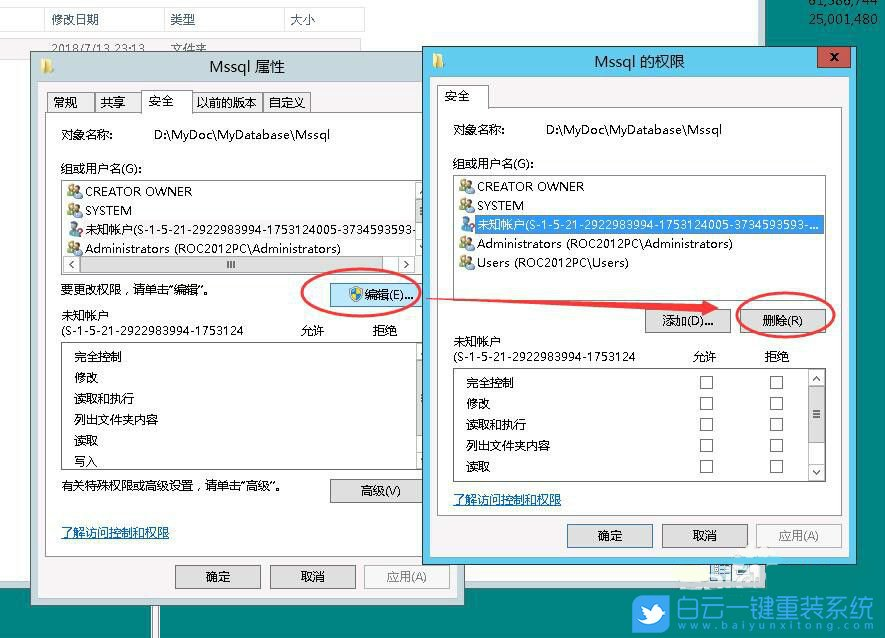 61,386,744
25,001,480
修改日期 类型 大小
2018/7/13 23:13 文件夹
Mssql 属性
常规 共享 安全 以前的版本 自定义
对象名称: D:\MyDoc\MyDatabase\Mssql
组或用户名(G):
CREATOR OWNER
SYSTEM
未知帐户(S-1-5-21-2922983994-1753124005-3734593593-
Administrators (ROC2012PC\Administrators)
要更改权限，请单击"编辑"。
编辑(E)...
未知帐户
(S-1-5-21-2922983994-1753124 允许 拒绝
完全控制
修改
读取和执行
列出文件夹内容
读取
写入
有关特殊权限或高级设置，请单击"高级"。
高级(V)
了解访问控制和权限
确定 取消 应用(A)
Mssql 的权限
安全
对象名称: D:\MyDoc\MyDatabase\Mssql
组或用户名(G):
CREATOR OWNER
SYSTEM
未知帐户(S-1-5-21-2922983994-1753124005-3734593593-...
Administrators (ROC2012PC\Administrators)
Users (ROC2012PC\Users)
添加(D)... 删除(R)
未知帐户
(S-1-5-21-2922983994-1753124 允许 拒绝
完全控制
修改
读取和执行
列出文件夹内容
读取
了解访问控制和权限
确定 取消 应用(A)
白云一键重装系统
www.baiyunxitong.com